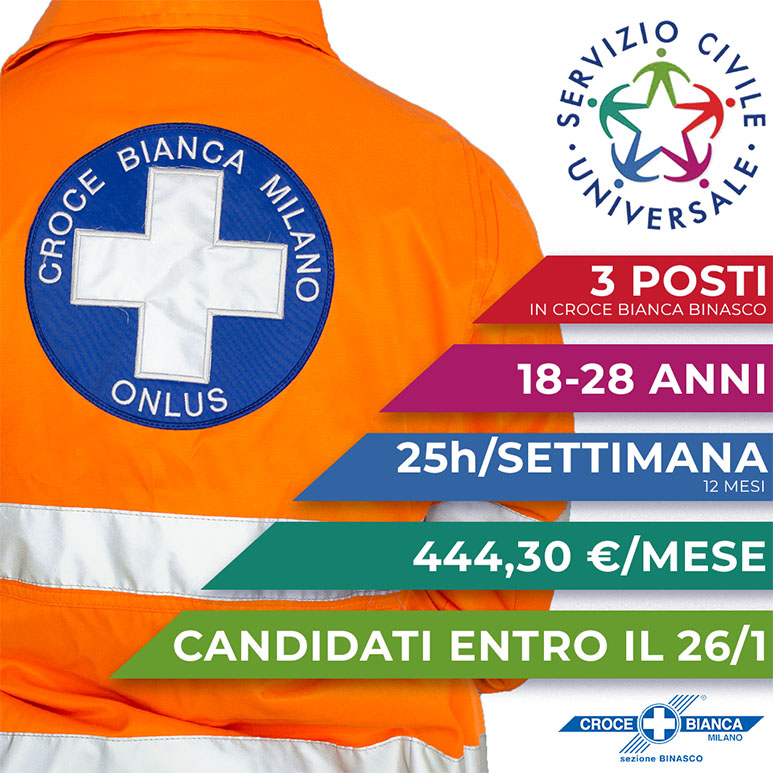 SERVIZIO CIVILE
· UNIVERSALE ·
CROCE BIANCA MILANO
ONLUS
3 POSTI
IN CROCE BIANCA BINASCO
18-28 ANNI
25h/SETTIMANA
12 MESI
444,30 €/MESE
CANDIDATI ENTRO IL 26/1
CROCE BIANCA ®
MILANO
sezione BINASCO